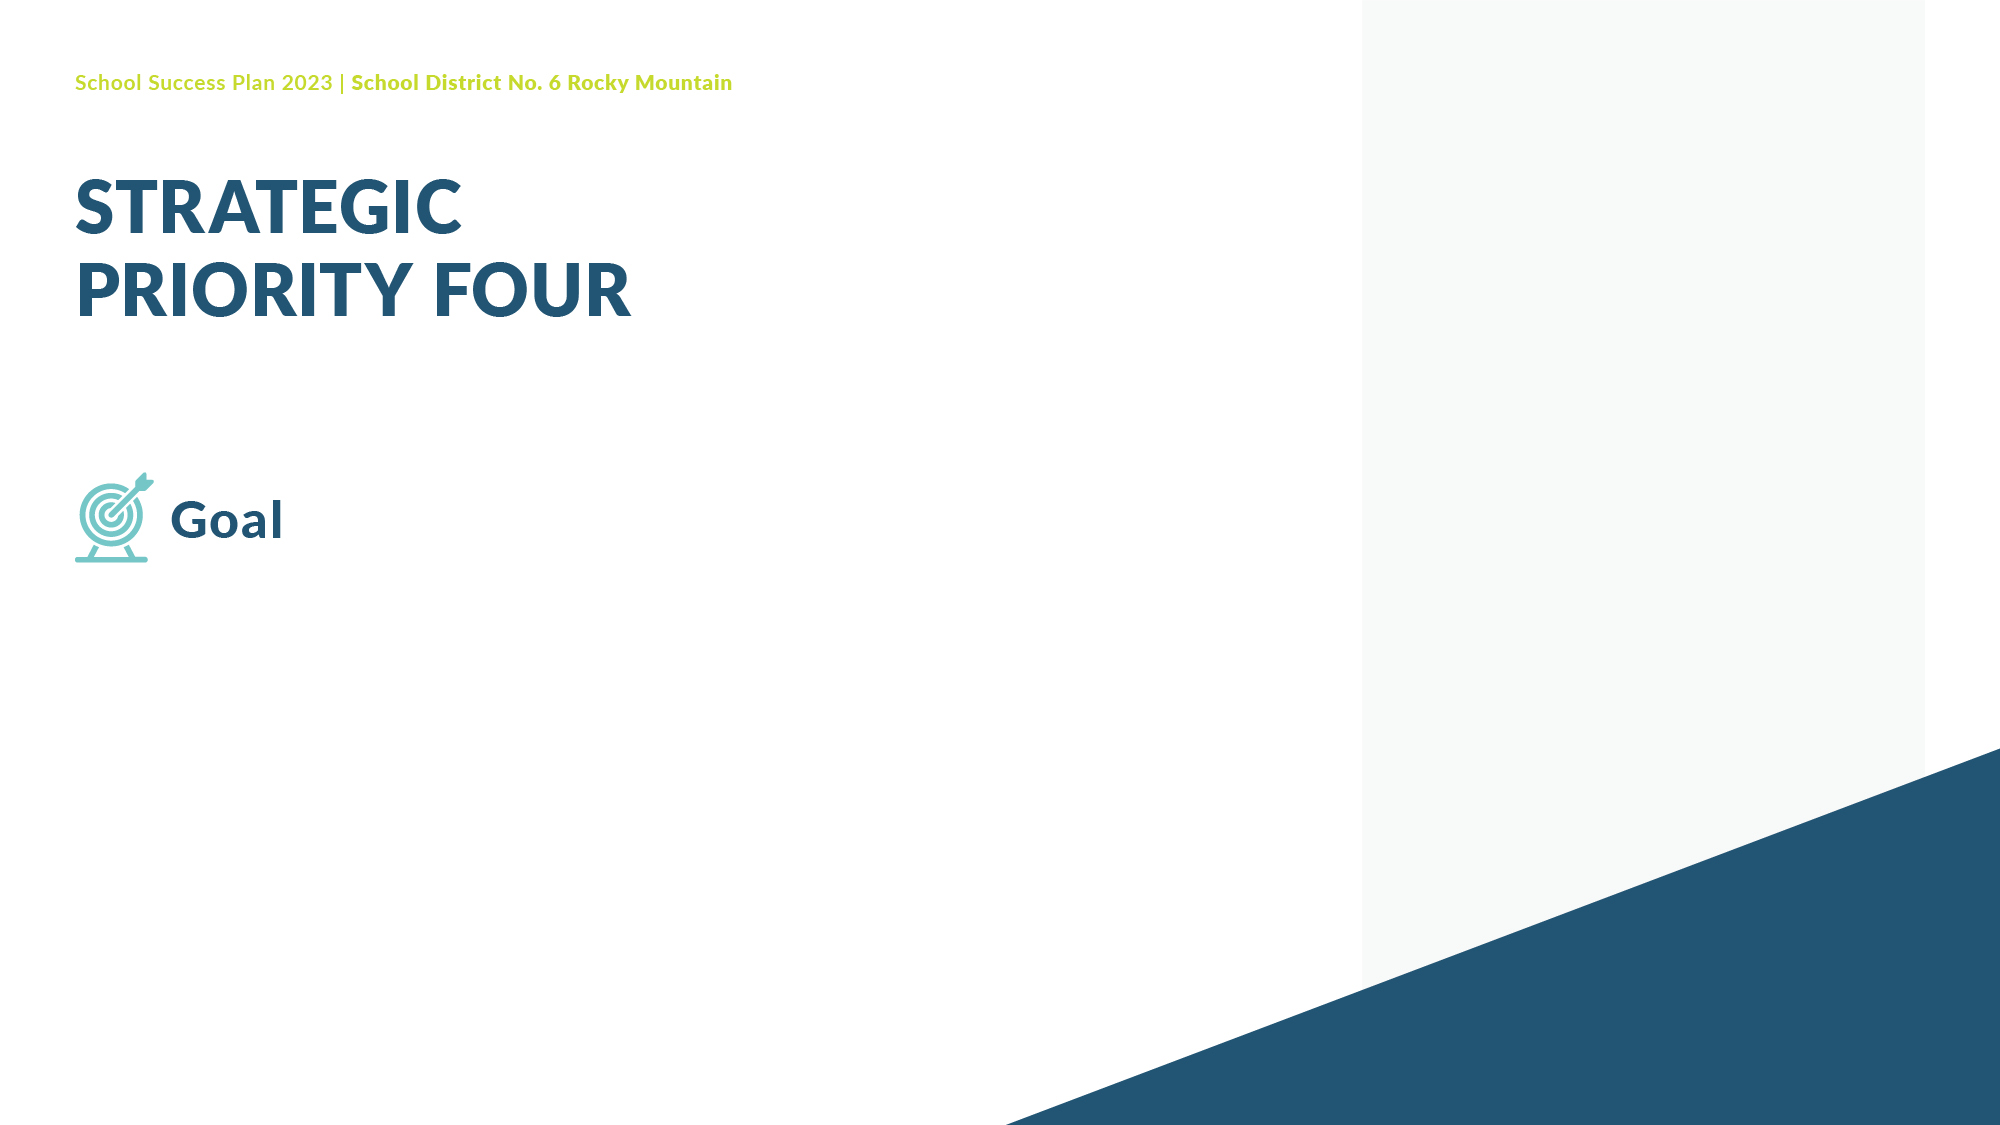 School Success Plan 2023 | School District No. 6 Rocky Mountain
STRATEGIC
PRIORITY FOUR
Goal